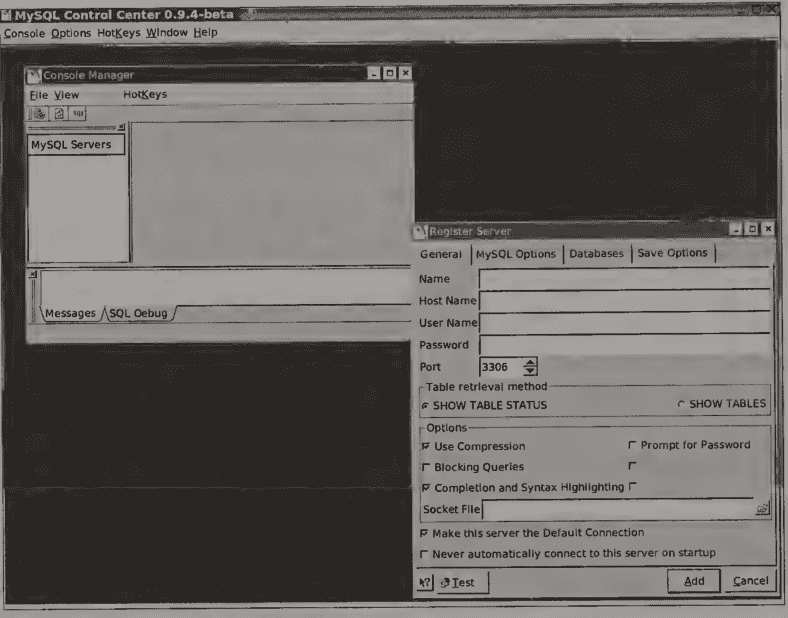 MySQL Control Center 0.9.4-beta
Console Options HotKeys Window Help
Console Manager
File View HotKeys
SQL
MySQL Servers
Messages SQL Debug
Register Server
General MySQL Options Databases Save Options
Name
Host Name
User Name
Password
Port 3306
Table retrieval method
SHOW TABLE STATUS SHOW TABLES
Options
Use Compression Prompt for Password
Blocking Queries
Completion and Syntax Highlighting
Socket File
Make this server the Default Connection
Never automatically connect to this server on startup
? Test Add Cancel